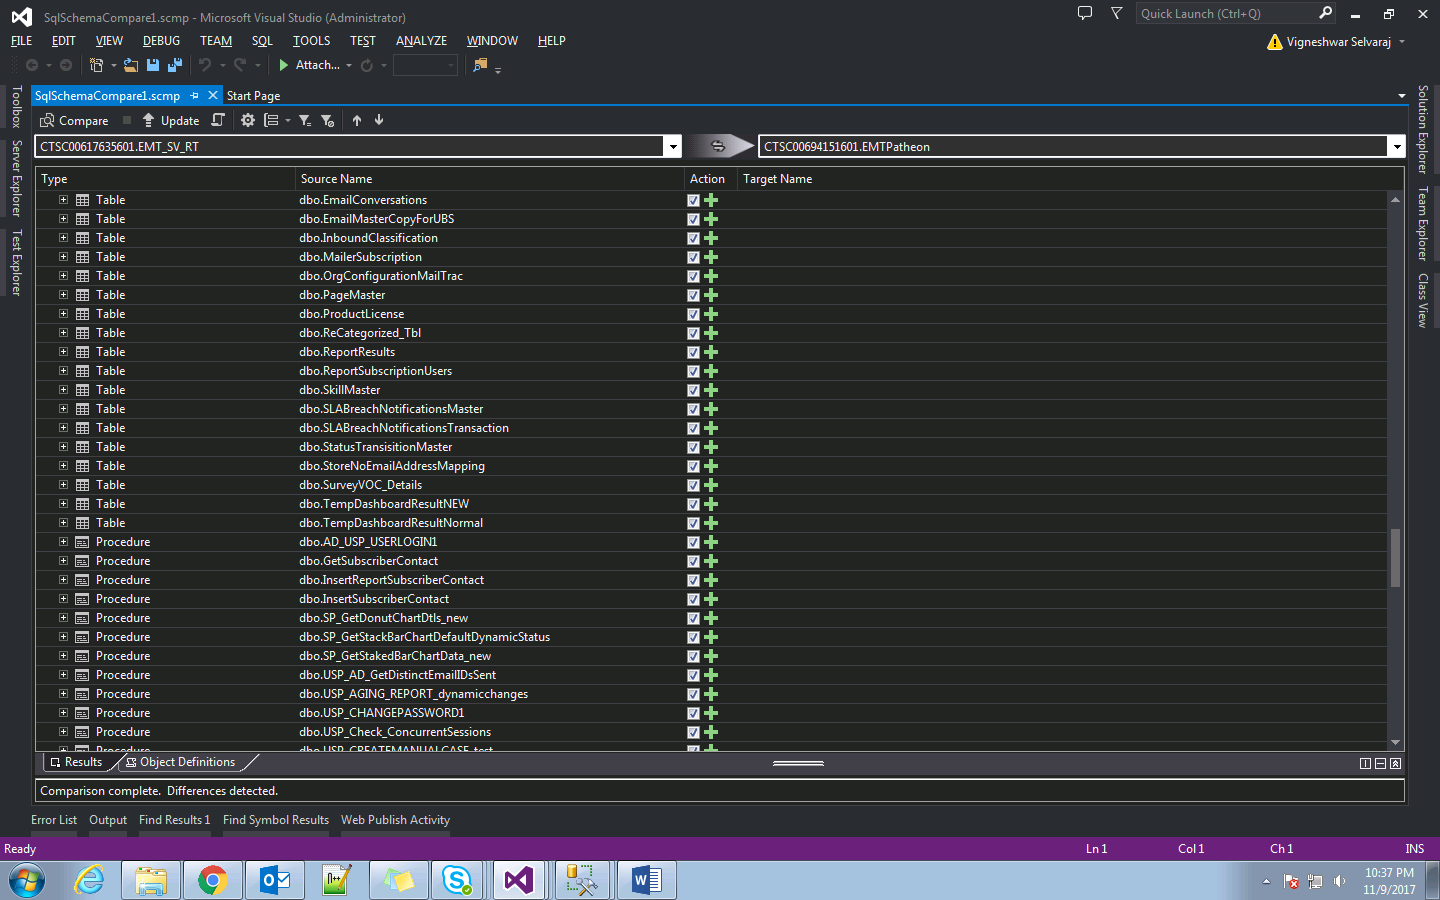 SqlSchemaCompare1.scmp - Microsoft Visual Studio (Administrator)
Quick Launch (Ctrl+Q)
FILE EDIT VIEW DEBUG TEAM SQL TOOLS TEST ANALYZE WINDOW HELP
Vigneshwar Selvaraj
Attach...
SqlSchemaCompare1.scmp Start Page
Compare Update
CTSC00617635601.EMT_SV_RT CTSC00694151601.EMTPatheon
Type Source Name Action Target Name
Table dbo.EmailConversations
Table dbo.EmailMasterCopyForUBS
Table dbo.InboundClassification
Table dbo.MailerSubscription
Table dbo.OrgConfigurationMailTrac
Table dbo.PageMaster
Table dbo.ProductLicense
Table dbo.ReCategorized_Tbl
Table dbo.ReportResults
Table dbo.ReportSubscriptionUsers
Table dbo.SkillMaster
Table dbo.SLABreachNotificationsMaster
Table dbo.SLABreachNotificationsTransaction
Table dbo.StatusTransisitionMaster
Table dbo.StoreNoEmailAddressMapping
Table dbo.SurveyVOC_Details
Table dbo.TempDashboardResultNEW
Table dbo.TempDashboardResultNormal
Procedure dbo.AD_USP_USERLOGIN1
Procedure dbo.GetSubscriberContact
Procedure dbo.InsertReportSubscriberContact
Procedure dbo.InsertSubscriberContact
Procedure dbo.SP_GetDonutChartDtls_new
Procedure dbo.SP_GetStackBarChartDefaultDynamicStatus
Procedure dbo.SP_GetStakedBarChartData_new
Procedure dbo.USP_AD_GetDistinctEmailIDsSent
Procedure dbo.USP_AGING_REPORT_dynamicchanges
Procedure dbo.USP_CHANGEPASSWORD1
Procedure dbo.USP_Check_ConcurrentSessions
Procedure dbo.USP_CREATEMANUALCASE_test
Results Object Definitions
Comparison complete. Differences detected.
Error List Output Find Results 1 Find Symbol Results Web Publish Activity
Ready Ln 1 Col 1 Ch 1 INS
10:37 PM
11/9/2017
Toolbox
Server Explorer
Test Explorer
Solution Explorer
Team Explorer
Class View